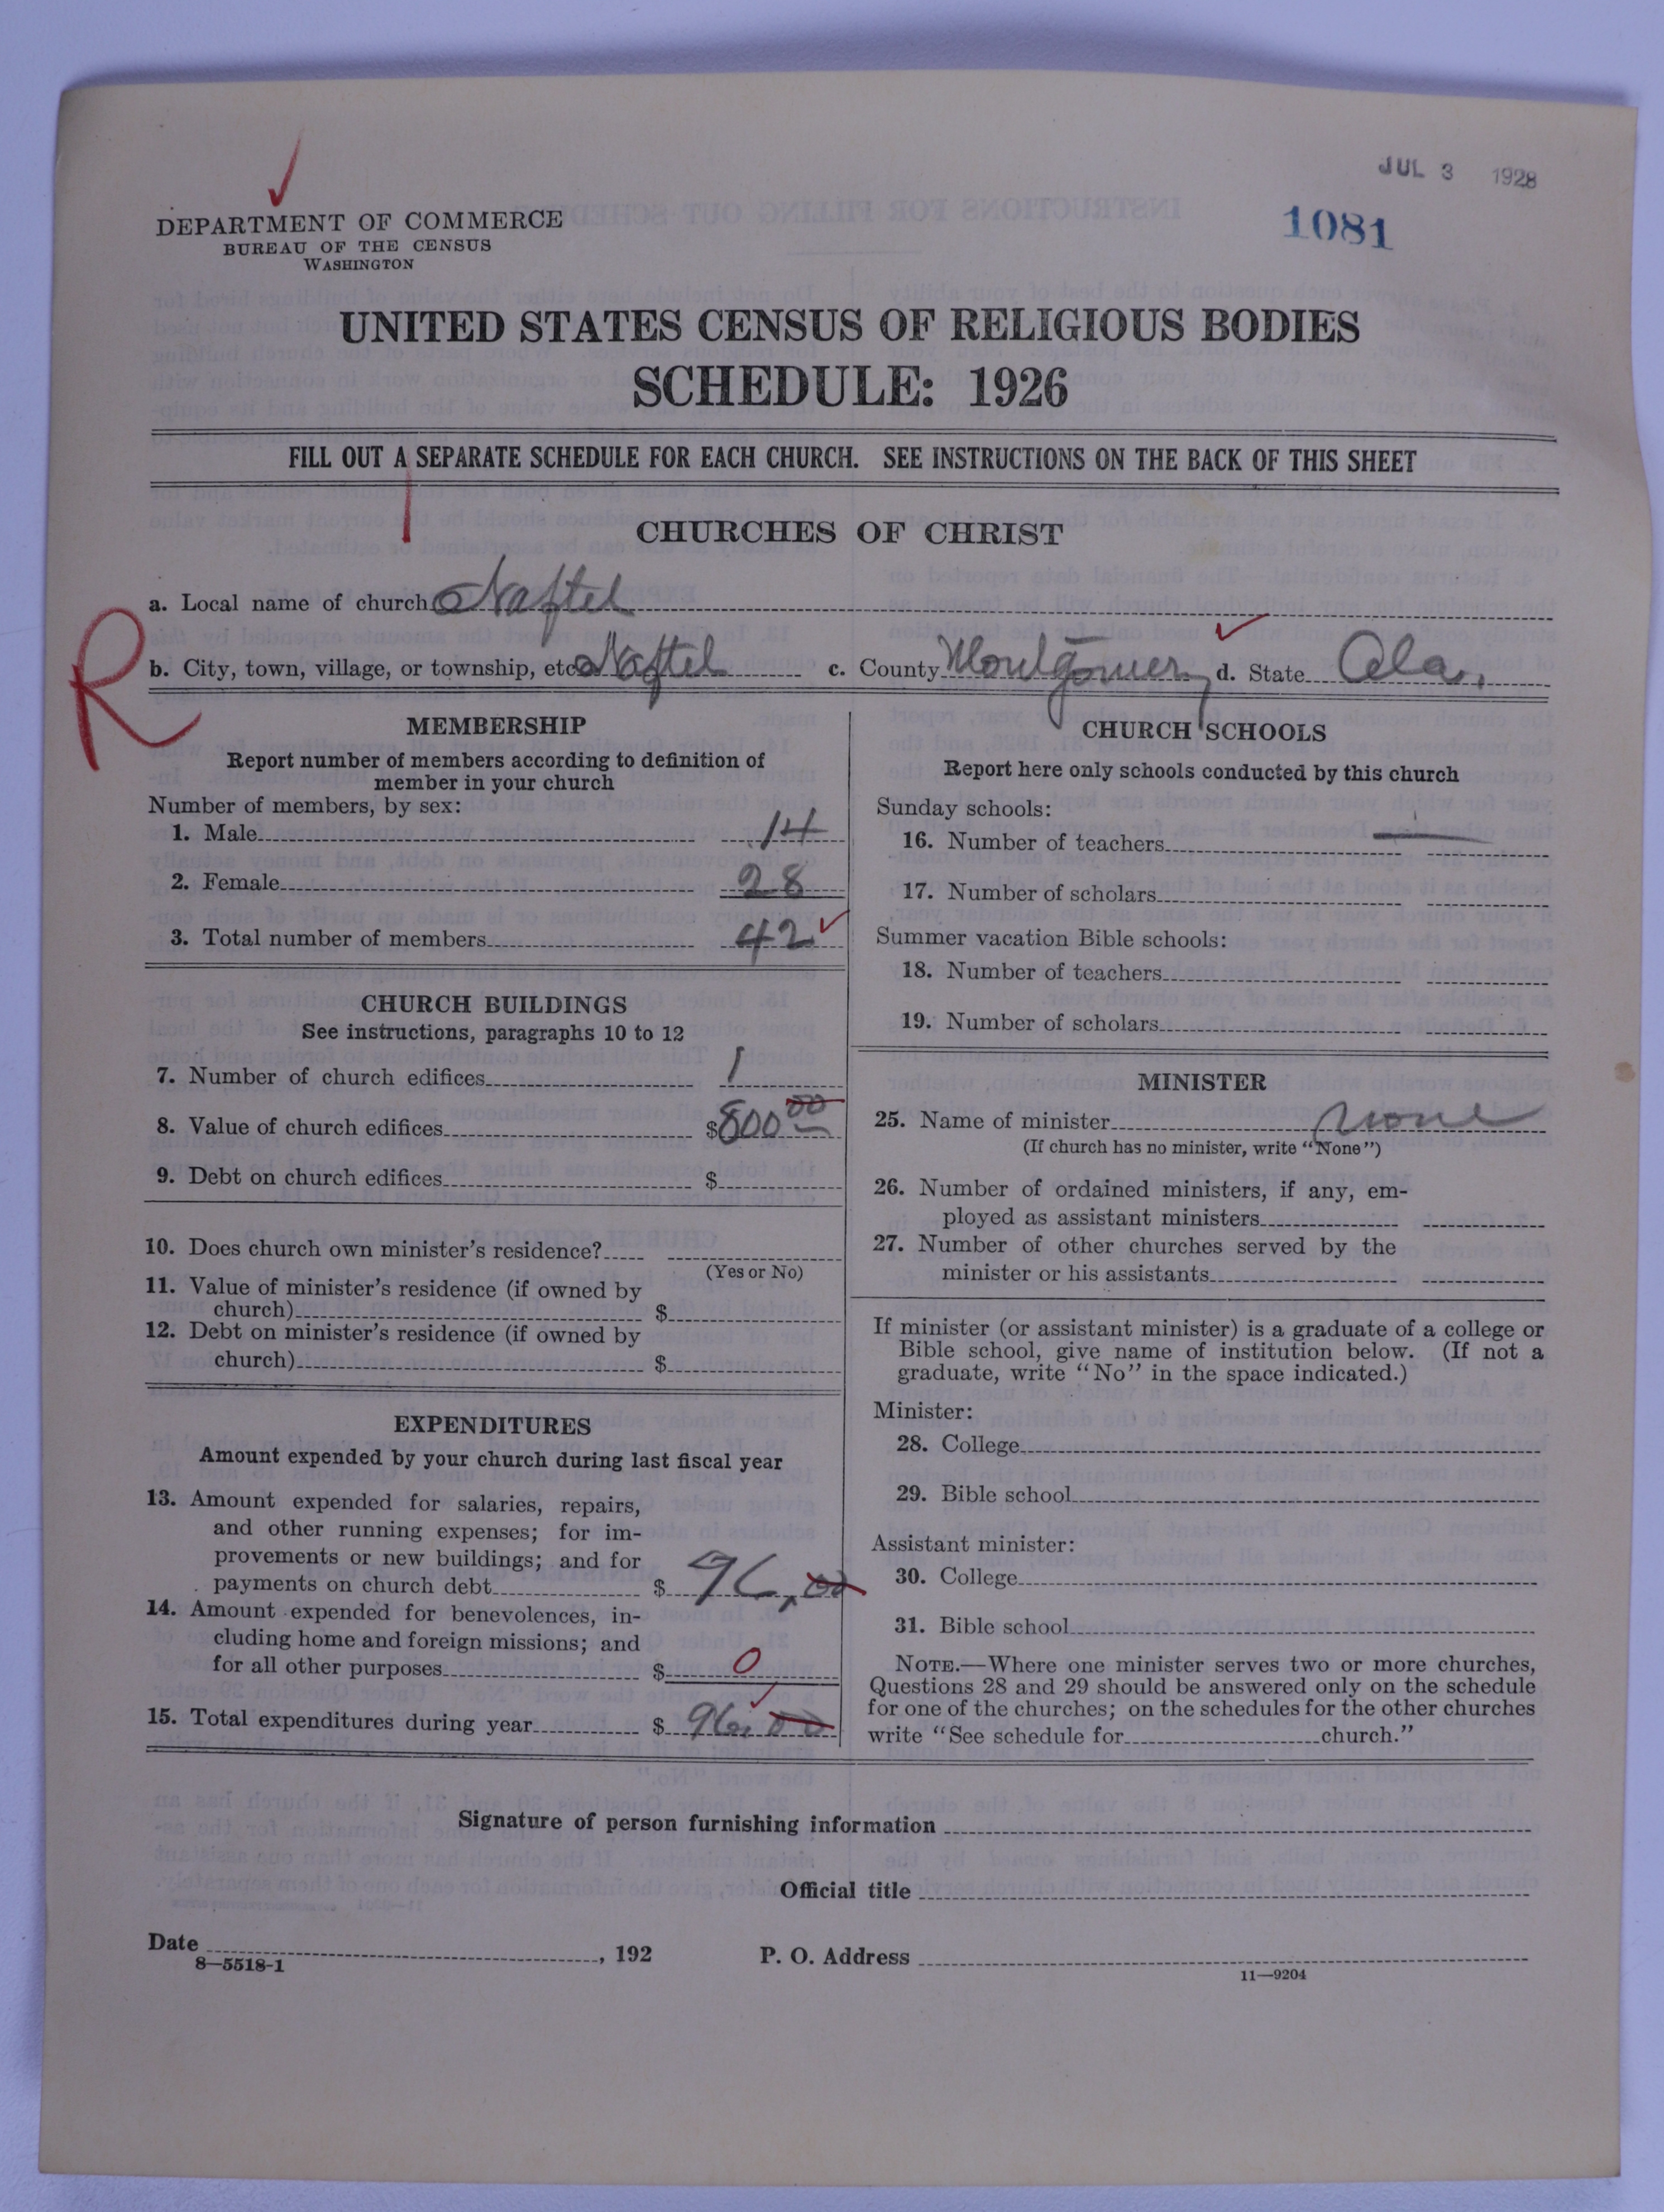 JUL 3 1928
1081
DEPARTMENT OF COMMERCE
BUREAU OF THE CENSUS
WASHINGTON
UNITED STATES CENSUS OF RELIGIOUS BODIES
SCHEDULE: 1926
FILL OUT A SEPARATE SCHEDULE FOR EACH CHURCH. SEE INSTRUCTIONS ON THE BACK OF THIS SHEET
CHURCHES OF CHRIST
a. Local name of church Naftel
R
b. City, town, village, or township, etc. Naftel c. County Montgomery d. State Ala.
MEMBERSHIP
Report number of members according to definition of
member in your church
Number of members, by sex:
1. Male 14
2. Female 28
3. Total number of members 42
CHURCH BUILDINGS
See instructions, paragraphs 10 to 12
7. Number of church edifices 1
8. Value of church edifices $800 00
9. Debt on church edifices $
10. Does church own minister's residence?
(Yes or No)
11. Value of minister's residence (if owned by
church) $
12. Debt on minister's residence (if owned by
church) $
EXPENDITURES
Amount expended by your church during last fiscal year
13. Amount expended for salaries, repairs,
and other running expenses; for im-
provements or new buildings; and for
payments on church debt $ 96,00
14. Amount expended for benevolences, in-
cluding home and foreign missions; and
for all other purposes $ 0
15. Total expenditures during year $ 96.00
CHURCH SCHOOLS
Report here only schools conducted by this church
Sunday schools:
16. Number of teachers
17. Number of scholars
Summer vacation Bible schools:
18. Number of teachers
19. Number of scholars
MINISTER
25. Name of minister none
(If church has no minister, write "None")
26. Number of ordained ministers, if any, em-
ployed as assistant ministers
27. Number of other churches served by the
minister or his assistants
If minister (or assistant minister) is a graduate of a college or
Bible school, give name of institution below. (If not a
graduate, write "No" in the space indicated.)
Minister:
28. College
29. Bible school
Assistant minister:
30. College
31. Bible school
NOTE.—Where one minister serves two or more churches,
Questions 28 and 29 should be answered only on the schedule
for one of the churches; on the schedules for the other churches
write "See schedule for church."
Signature of person furnishing information
Official title
Date , 192 P. O. Address
8—5518-1
11—9204